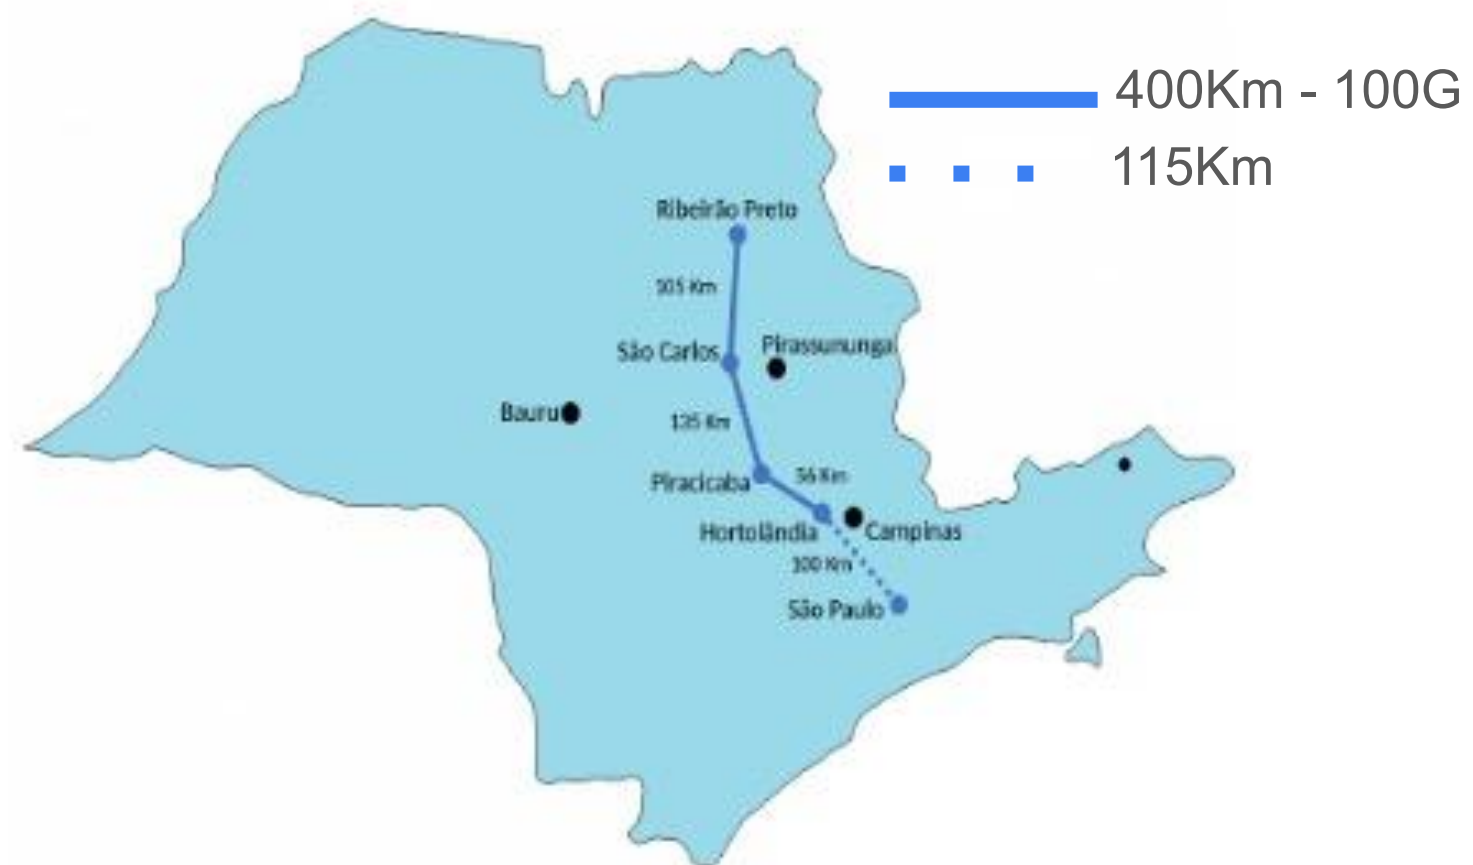 400Km - 100G
115Km
Ribeirão Preto
105 Km
São Carlos
Pirassununga
Bauru
135 Km
Piracicaba
56 Km
Hortolândia
Campinas
100 Km
São Paulo